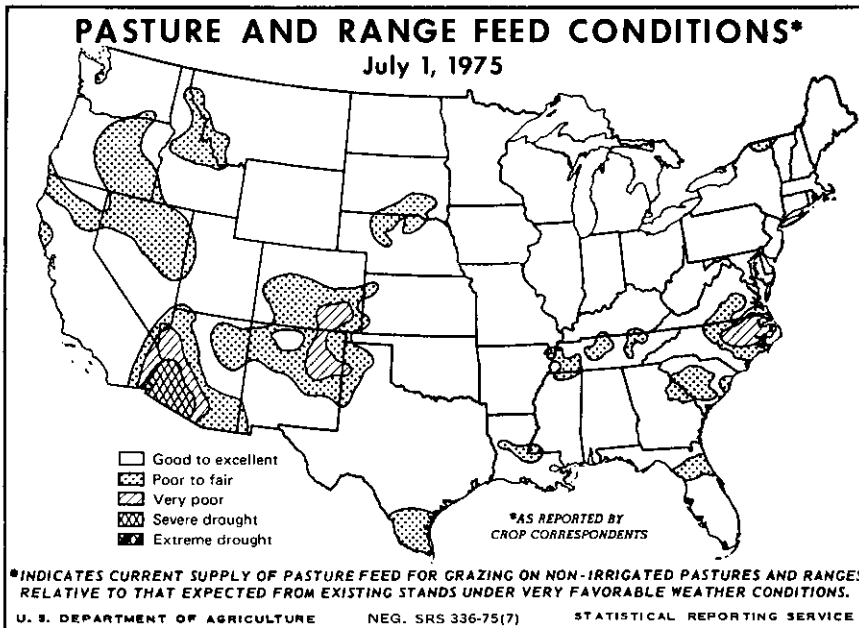 PASTURE AND RANGE FEED CONDITIONS*
July 1, 1975
Good to excellent
Poor to fair
Very poor
Severe drought
Extreme drought
*AS REPORTED BY
CROP CORRESPONDENTS
*INDICATES CURRENT SUPPLY OF PASTURE FEED FOR GRAZING ON NON-IRRIGATED PASTURES AND RANGES
RELATIVE TO THAT EXPECTED FROM EXISTING STANDS UNDER VERY FAVORABLE WEATHER CONDITIONS.
U. S. DEPARTMENT OF AGRICULTURE NEG. SRS 336-75(7) STATISTICAL REPORTING SERVICE